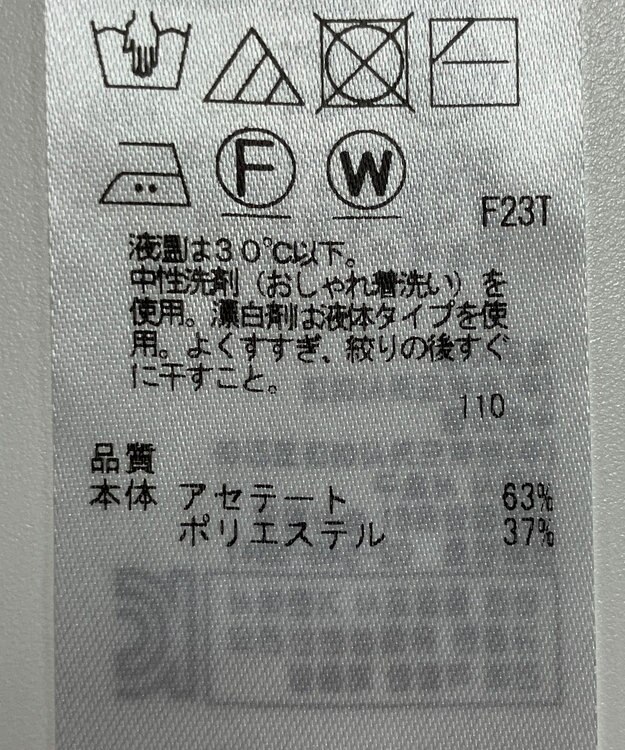 F W
F23T
液温は30℃以下。
中性洗剤（おしゃれ着洗い）を
使用。漂白剤は液体タイプを使
用。よくすすぎ、絞りの後すぐ
に干すこと。
110
品質
本体 アセテート 63%
ポリエステル 37%